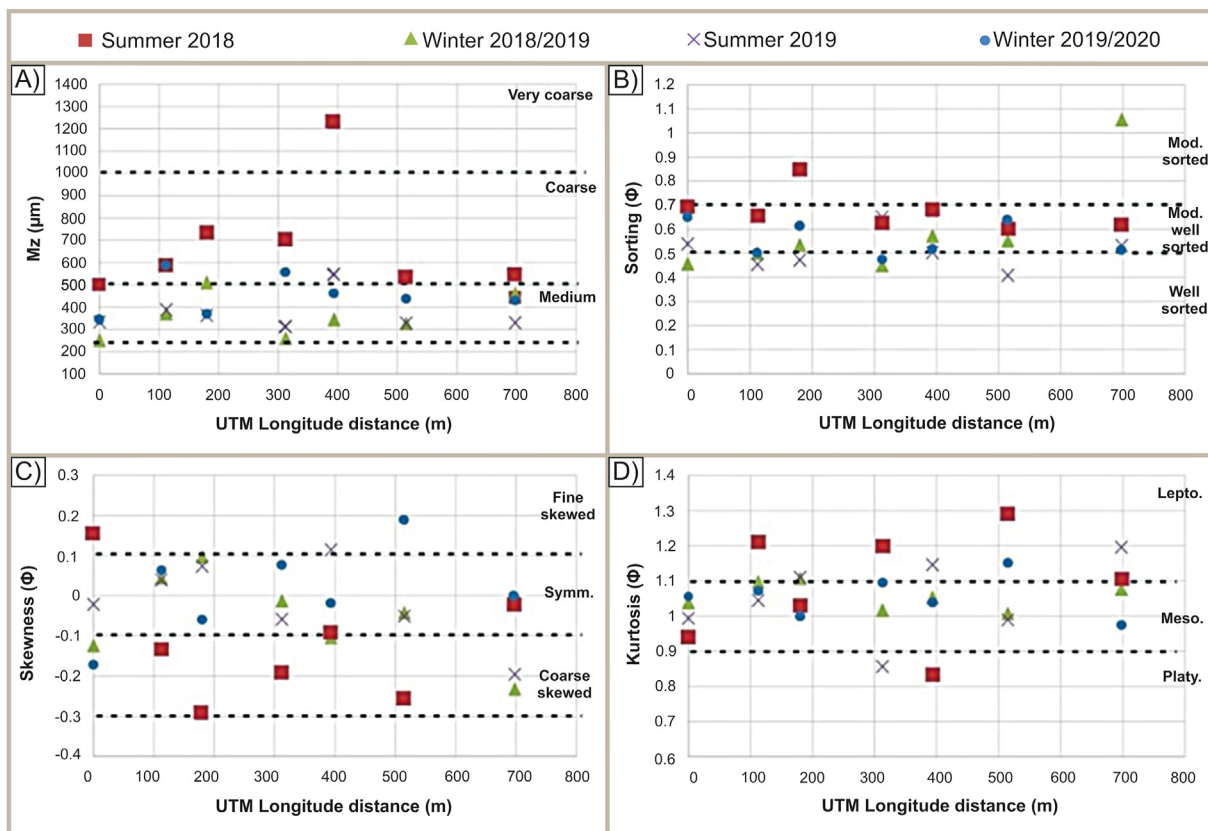 Summer 2018 Winter 2018/2019 Summer 2019 Winter 2019/2020
A)
1400
1300
1200
1100
1000
900
800
700
600
500
400
300
200
100
Mz (µm)
Very coarse
Coarse
Medium
0 100 200 300 400 500 600 700 800
UTM Longitude distance (m)
B)
1.2
1.1
1
0.9
0.8
0.7
0.6
0.5
0.4
0.3
0.2
0.1
0
Sorting (Φ)
Mod.
sorted
Mod.
well
sorted
Well
sorted
0 100 200 300 400 500 600 700 800
UTM Longitude distance (m)
C)
0.3
0.2
0.1
0
-0.1
-0.2
-0.3
-0.4
Skewness (Φ)
Fine
skewed
Symm.
Coarse
skewed
0 100 200 300 400 500 600 700 800
UTM Longitude distance (m)
D)
1.4
1.3
1.2
1.1
1
0.9
0.8
0.7
0.6
Kurtosis (Φ)
Lepto.
Meso.
Platy.
0 100 200 300 400 500 600 700 800
UTM Longitude distance (m)